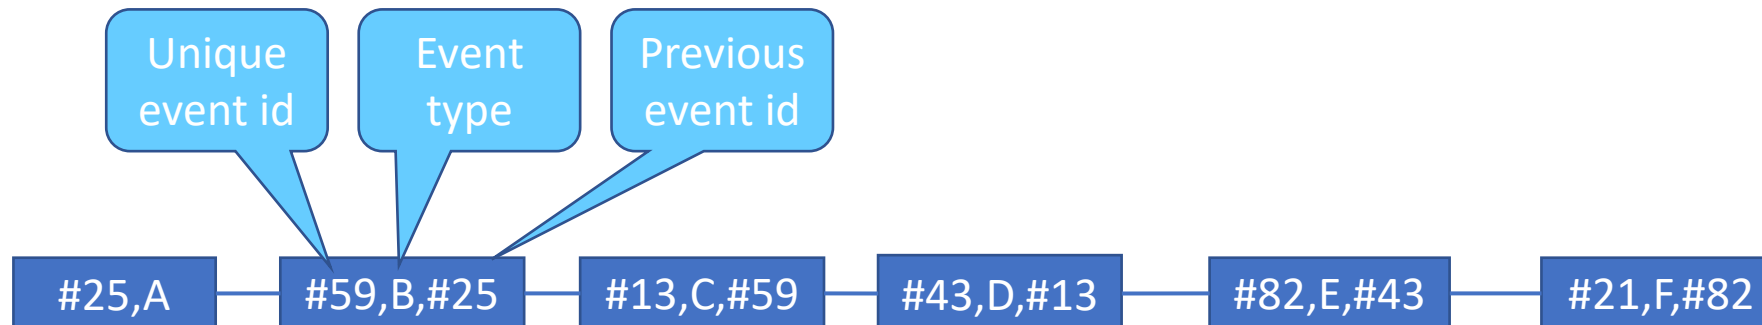 Unique
event id
Event
type
Previous
event id
#25,A
#59,B,#25
#13,C,#59
#43,D,#13
#82,E,#43
#21,F,#82